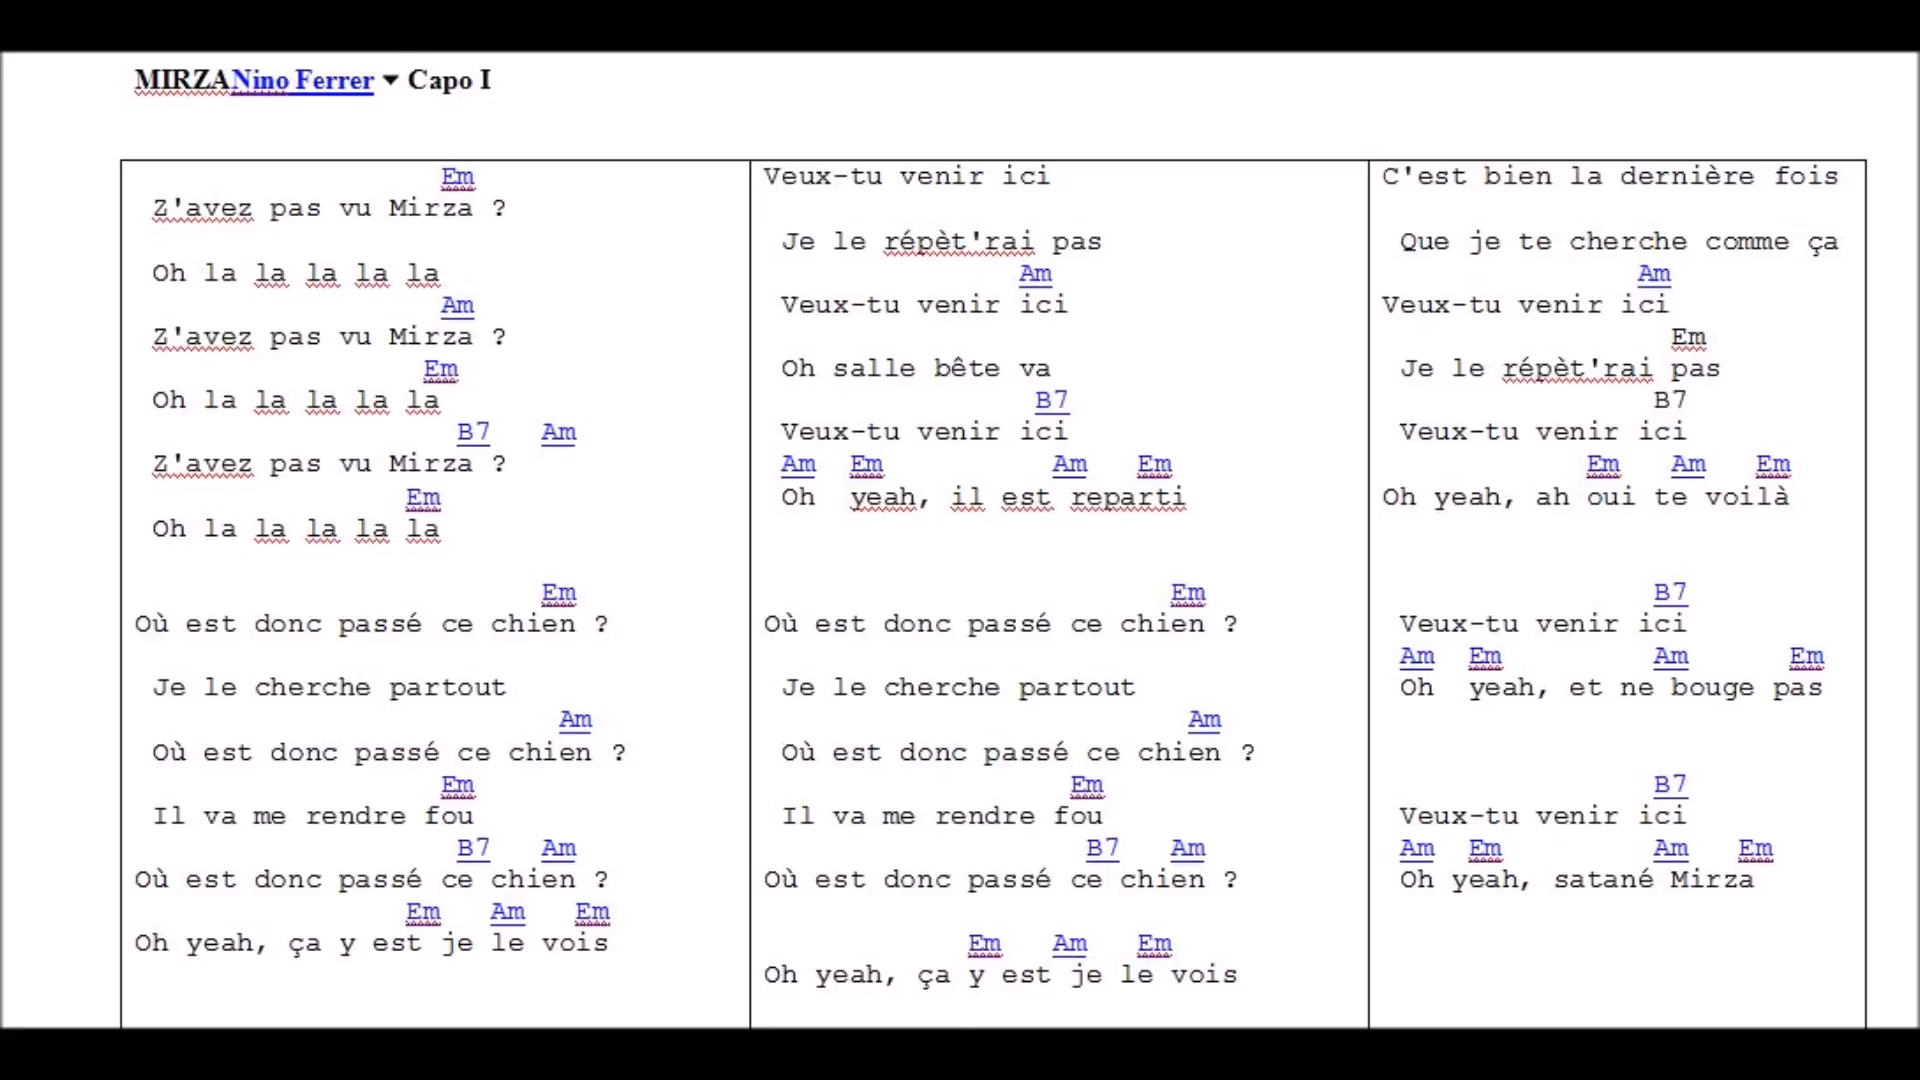 MIRZANino Ferrer ▾ Capo I
Em
Z'avez pas vu Mirza ?
Oh la la la la la
Am
Z'avez pas vu Mirza ?
Em
Oh la la la la la
B7 Am
Z'avez pas vu Mirza ?
Em
Oh la la la la la
Em
Où est donc passé ce chien ?
Je le cherche partout
Am
Où est donc passé ce chien ?
Em
Il va me rendre fou
B7 Am
Où est donc passé ce chien ?
Em Am Em
Oh yeah, ça y est je le vois
Veux-tu venir ici
Je le répèt'rai pas
Am
Veux-tu venir ici
Oh salle bête va
B7
Veux-tu venir ici
Am Em Am Em
Oh yeah, il est reparti
Em
Où est donc passé ce chien ?
Je le cherche partout
Am
Où est donc passé ce chien ?
Em
Il va me rendre fou
B7 Am
Où est donc passé ce chien ?
Em Am Em
Oh yeah, ça y est je le vois
C'est bien la dernière fois
Que je te cherche comme ça
Am
Veux-tu venir ici
Em
Je le répèt'rai pas
B7
Veux-tu venir ici
Em Am Em
Oh yeah, ah oui te voilà
B7
Veux-tu venir ici
Am Em Am Em
Oh yeah, et ne bouge pas
B7
Veux-tu venir ici
Am Em Am Em
Oh yeah, satané Mirza